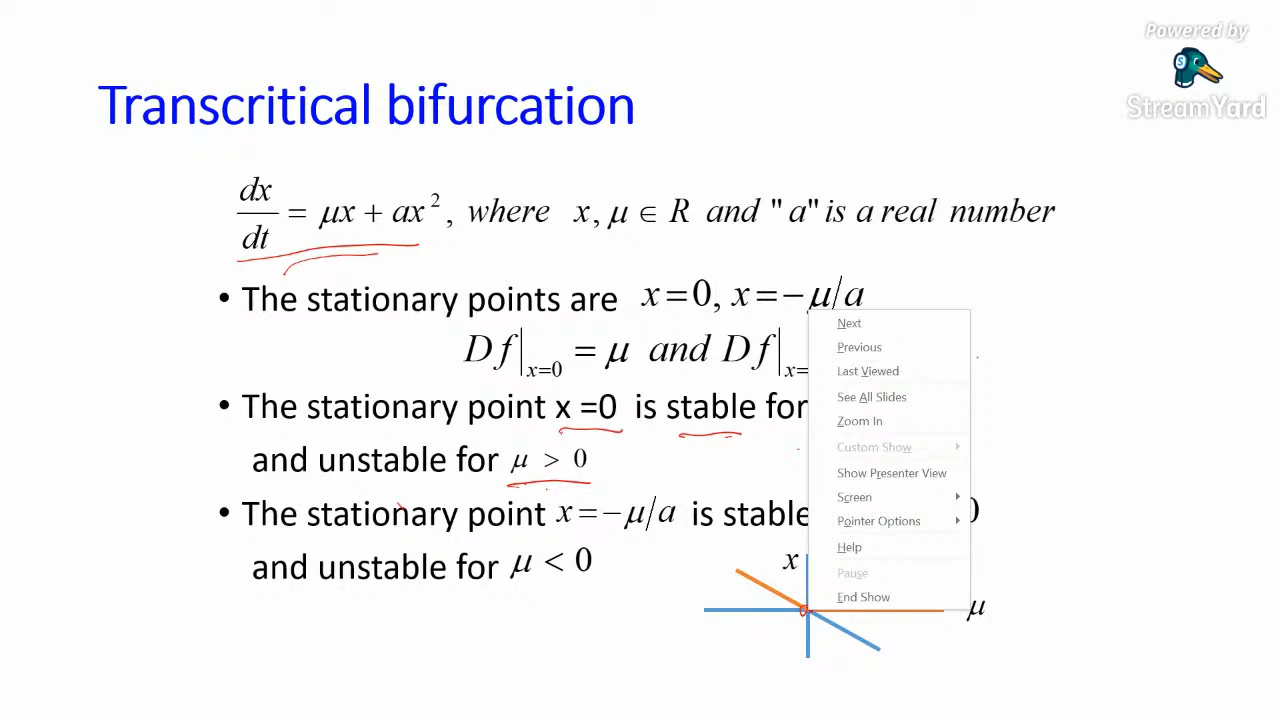 Powered by
StreamYard
Transcritical bifurcation
dx/dt = μx + ax², where x, μ ∈ R and "a" is a real number
• The stationary points are x = 0, x = −μ/a
Df|x=0 = μ and Df|x=
• The stationary point x =0 is stable for
and unstable for μ > 0
• The stationary point x = −μ/a is stable 0
and unstable for μ < 0
x
μ
Next
Previous
Last Viewed
See All Slides
Zoom In
Custom Show
Show Presenter View
Screen
Pointer Options
Help
Pause
End Show